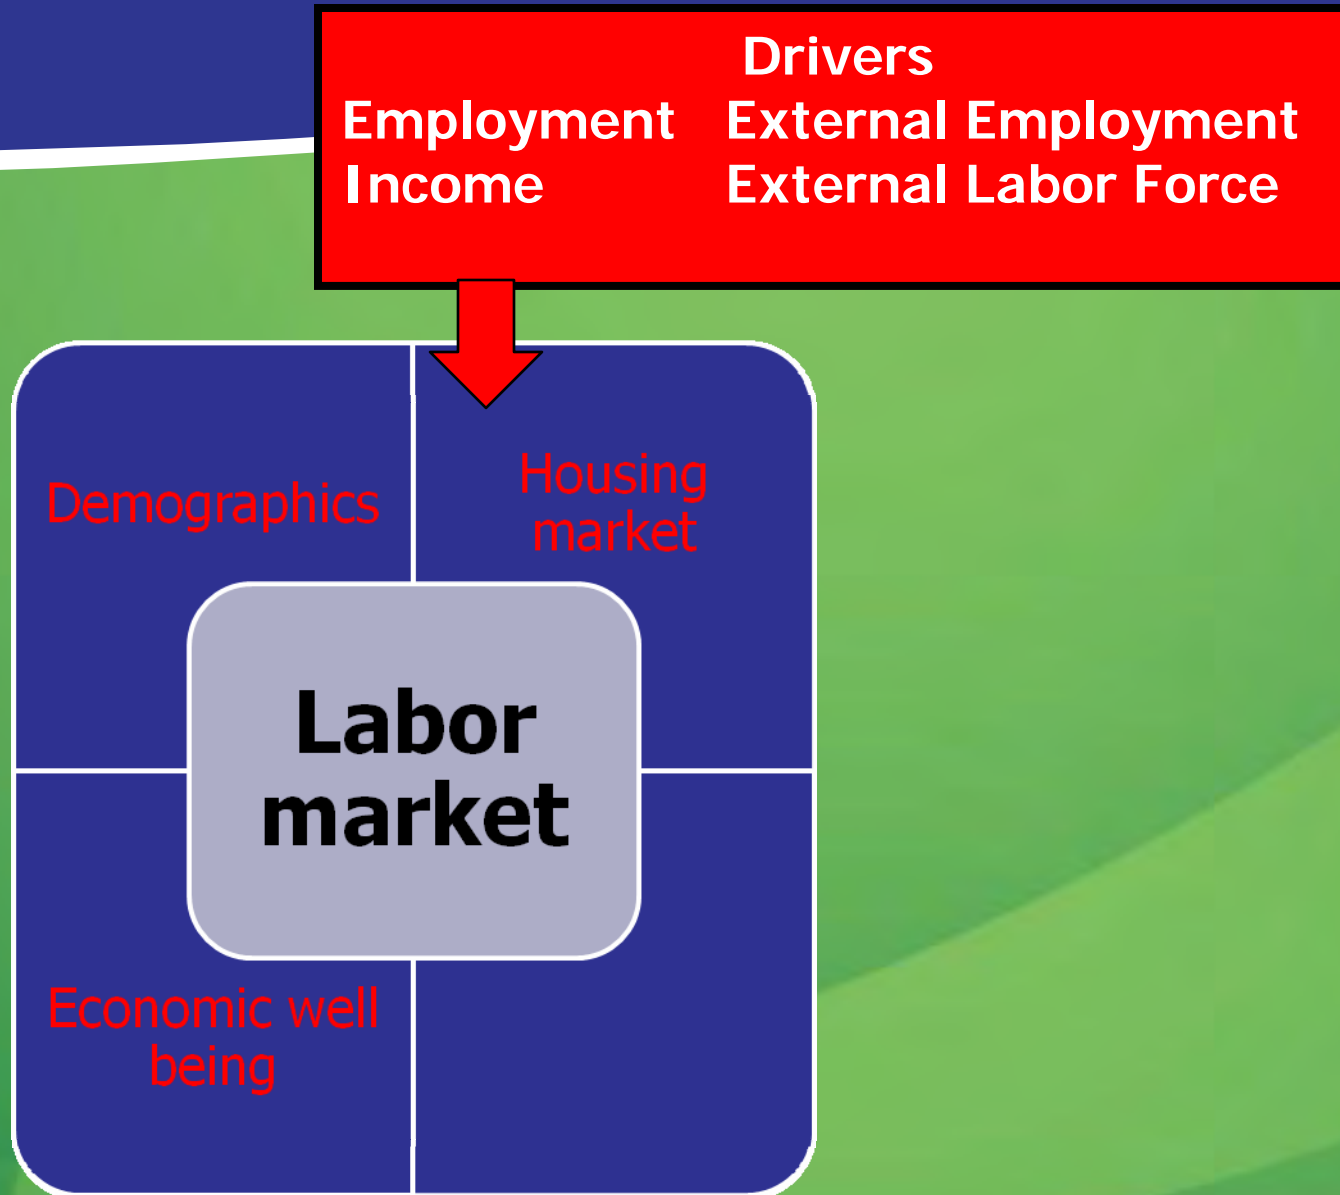 Drivers
Employment External Employment
Income External Labor Force
Demographics
Housing
market
Labor
market
Economic well
being